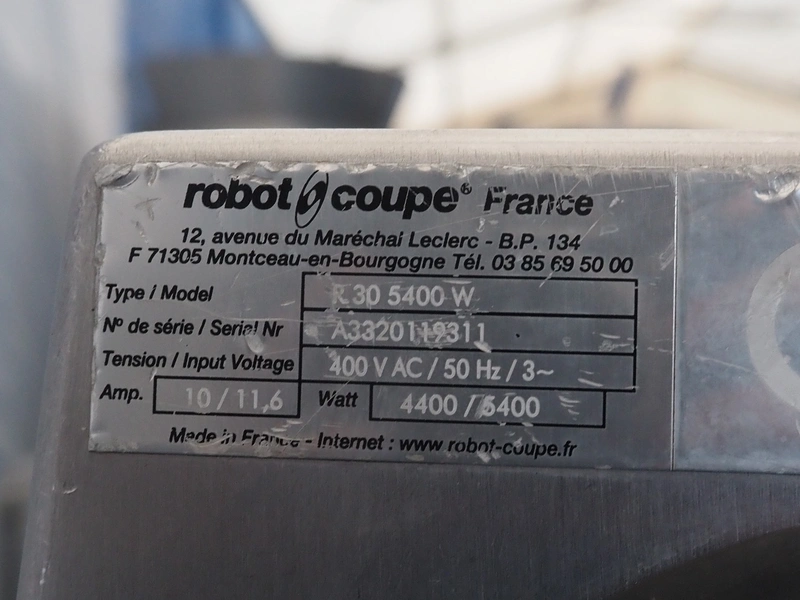 robot coupe® France
12, avenue du Maréchal Leclerc - B.P. 134
F 71305 Montceau-en-Bourgogne Tél. 03 85 69 50 00
Type / Model R 30 5400 W
Nº de série / Serial Nr A3320119311
Tension / Input Voltage 400 V AC / 50 Hz / 3~
Amp. 10 / 11,6 Watt 4400 / 5400
Made in France - Internet : www.robot-coupe.fr